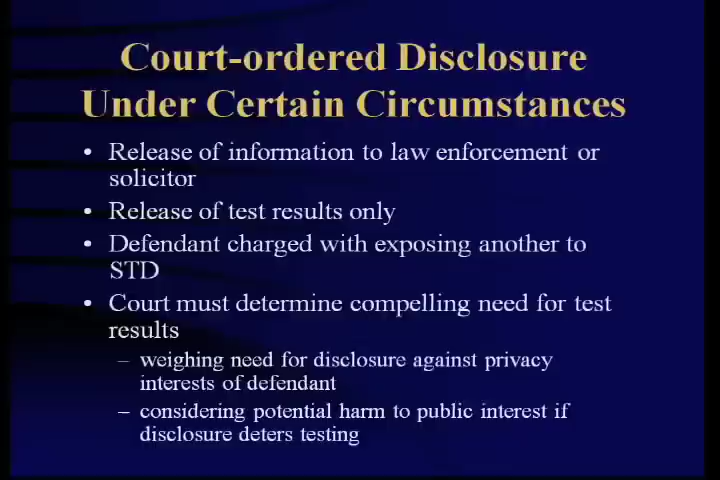 Court-ordered Disclosure
Under Certain Circumstances
• Release of information to law enforcement or
solicitor
• Release of test results only
• Defendant charged with exposing another to
STD
• Court must determine compelling need for test
results
– weighing need for disclosure against privacy
interests of defendant
– considering potential harm to public interest if
disclosure deters testing